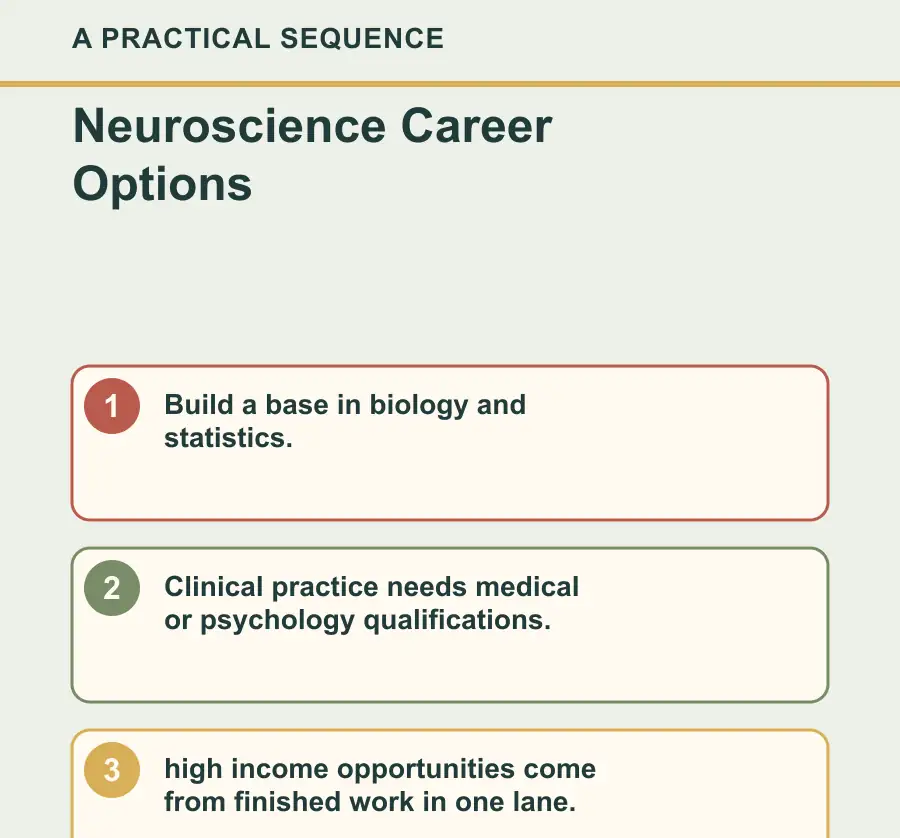 A PRACTICAL SEQUENCE
Neuroscience Career
Options
1
Build a base in biology and
statistics.
2
Clinical practice needs medical
or psychology qualifications.
3
high income opportunities come
from finished work in one lane.